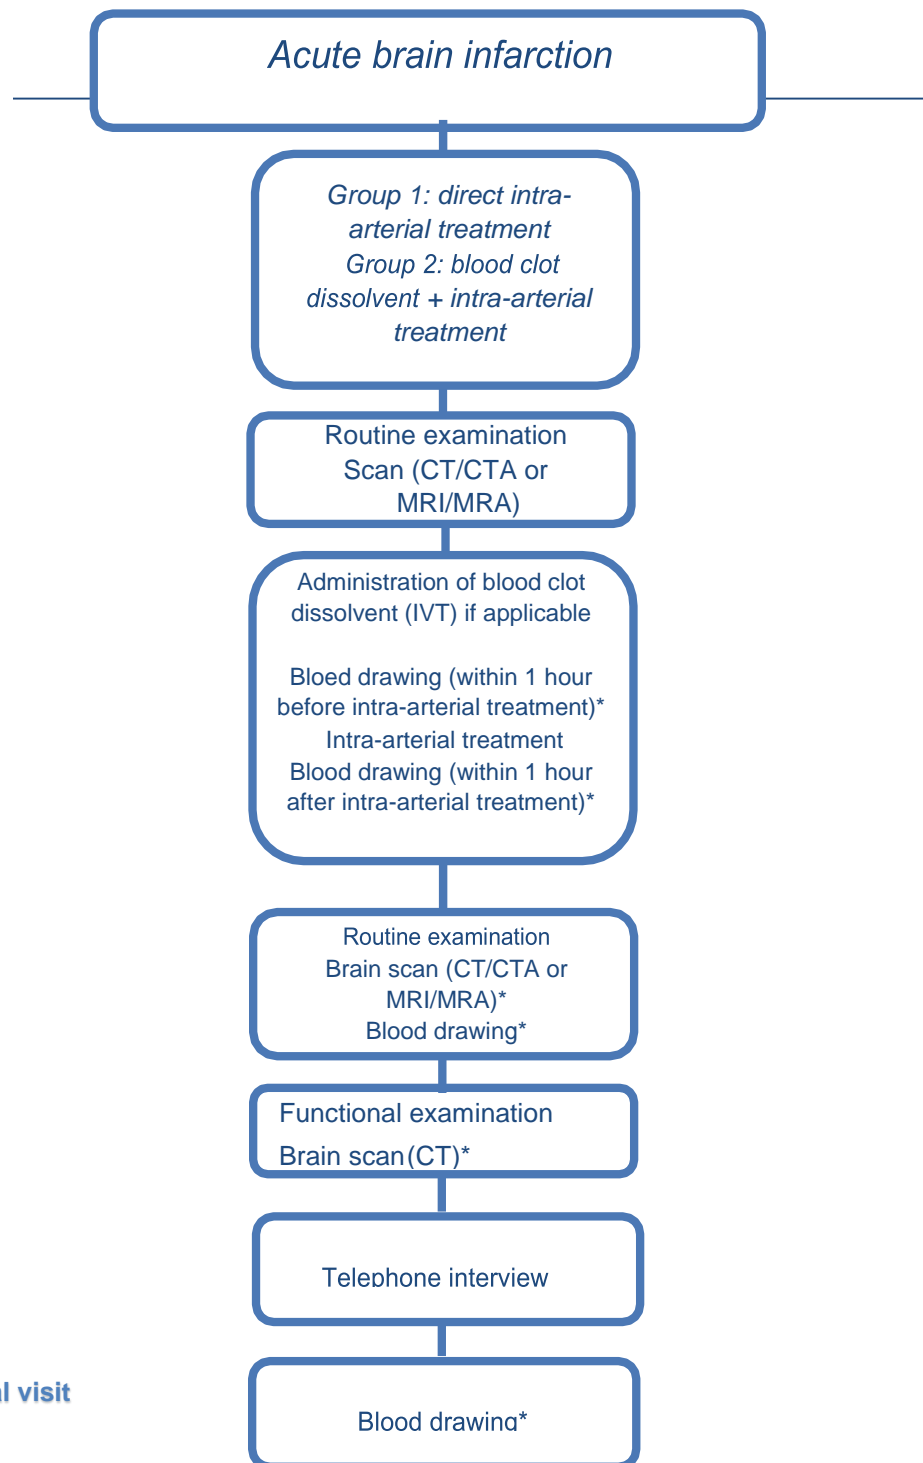 Acute brain infarction
Group 1: direct intra-
arterial treatment
Group 2: blood clot
dissolvent + intra-arterial
treatment
Routine examination
Scan (CT/CTA or
MRI/MRA)
Administration of blood clot
dissolvent (IVT) if applicable
Bloed drawing (within 1 hour
before intra-arterial treatment)*
Intra-arterial treatment
Blood drawing (within 1 hour
after intra-arterial treatment)*
Routine examination
Brain scan (CT/CTA or
MRI/MRA)*
Blood drawing*
Functional examination
Brain scan (CT)*
Telephone interview
visit
Blood drawing*